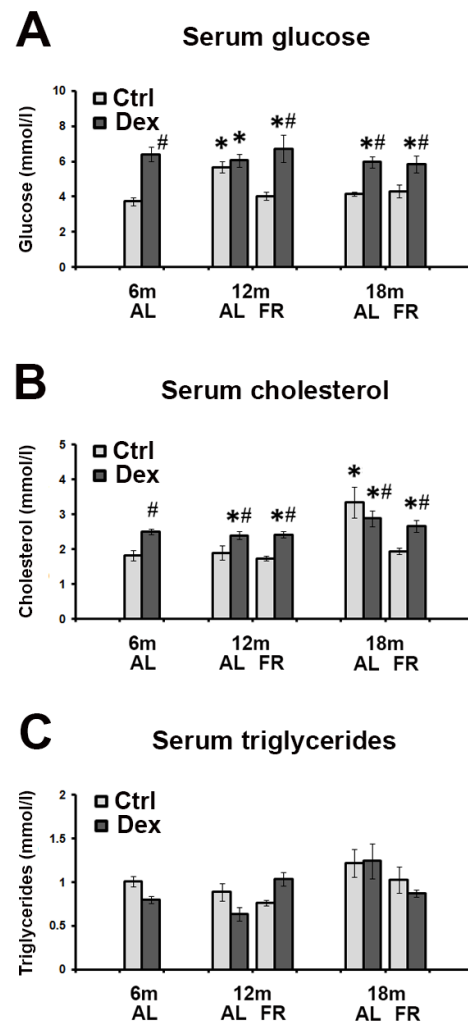 A
Serum glucose
Ctrl
Dex
Glucose (mmol/l)
10
8
6
4
2
0
#
* * *#
*# *#
6m 12m 18m
AL AL FR AL FR
B
Serum cholesterol
Ctrl
Dex
Cholesterol (mmol/l)
5
4
3
2
1
0
#
*# *#
* *# *#
6m 12m 18m
AL AL FR AL FR
C
Serum triglycerides
Ctrl
Dex
Triglycerides (mmol/l)
2
1.5
1
0.5
0
6m 12m 18m
AL AL FR AL FR